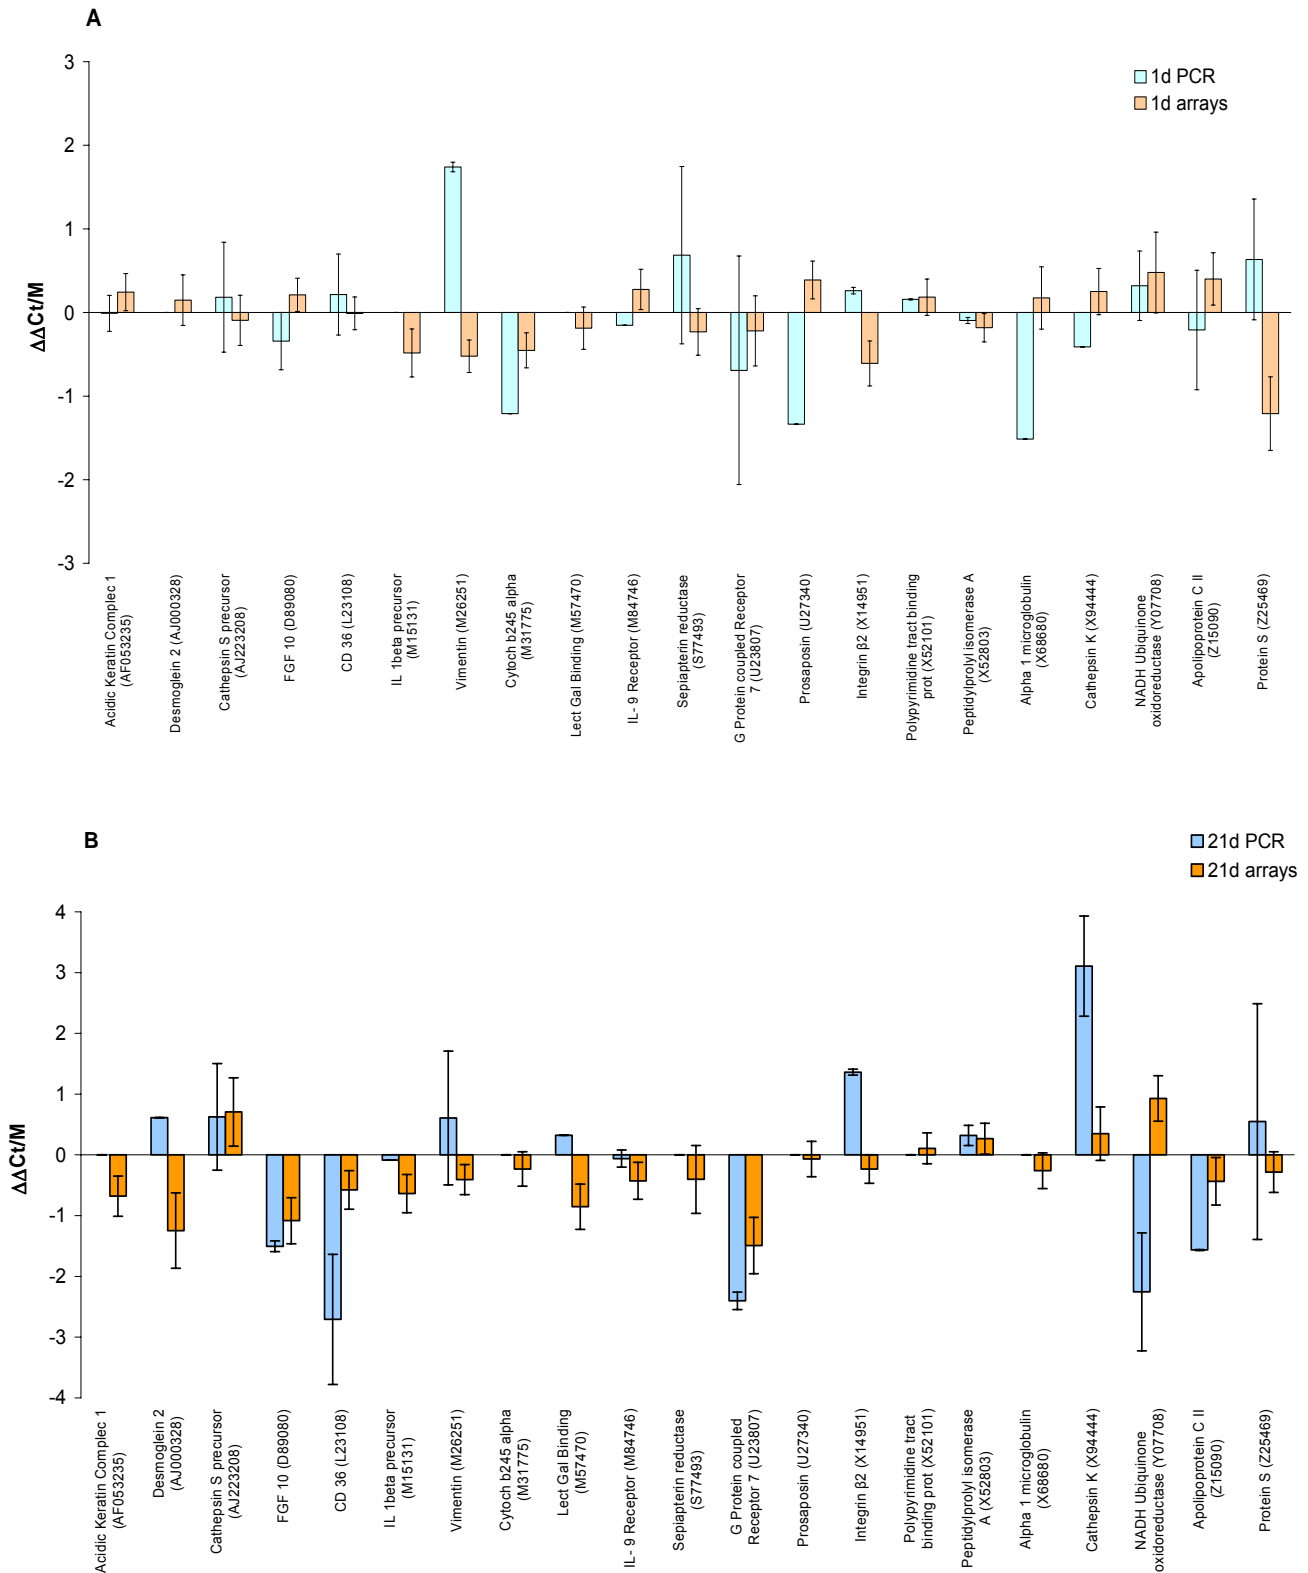 A
3
2
1
0
-1
-2
-3
ΔΔCt/M
1d PCR
1d arrays
Acidic Keratin Complec 1
(AF053235)
Desmoglein 2 (AJ000328)
Cathepsin S precursor
(AJ223208)
FGF 10 (D89080)
CD 36 (L23108)
IL 1beta precursor
(M15131)
Vimentin (M26251)
Cytoch b245 alpha
(M31775)
Lect Gal Binding (M57470)
IL- 9 Receptor (M84746)
Sepiapterin reductase
(S77493)
G Protein coupled Receptor
7 (U23807)
Prosaposin (U27340)
Integrin β2 (X14951)
Polypyrimidine tract binding
prot (X52101)
Peptidylprolyl isomerase A
(X52803)
Alpha 1 microglobulin
(X68680)
Cathepsin K (X94444)
NADH Ubiquinone
oxidoreductase (Y07708)
Apolipoprotein C II
(Z15090)
Protein S (Z25469)
B
21d PCR
21d arrays
4
3
2
1
0
-1
-2
-3
-4
ΔΔCt/M
Acidic Keratin Complec 1
(AF053235)
Desmoglein 2
(AJ000328)
Cathepsin S precursor
(AJ223208)
FGF 10 (D89080)
CD 36 (L23108)
IL 1beta precursor
(M15131)
Vimentin (M26251)
Cytoch b245 alpha
(M31775)
Lect Gal Binding
(M57470)
IL- 9 Receptor (M84746)
Sepiapterin reductase
(S77493)
G Protein coupled
Receptor 7 (U23807)
Prosaposin (U27340)
Integrin β2 (X14951)
Polypyrimidine tract
binding prot (X52101)
Peptidylprolyl isomerase
A (X52803)
Alpha 1 microglobulin
(X68680)
Cathepsin K (X94444)
NADH Ubiquinone
oxidoreductase (Y07708)
Apolipoprotein C II
(Z15090)
Protein S (Z25469)